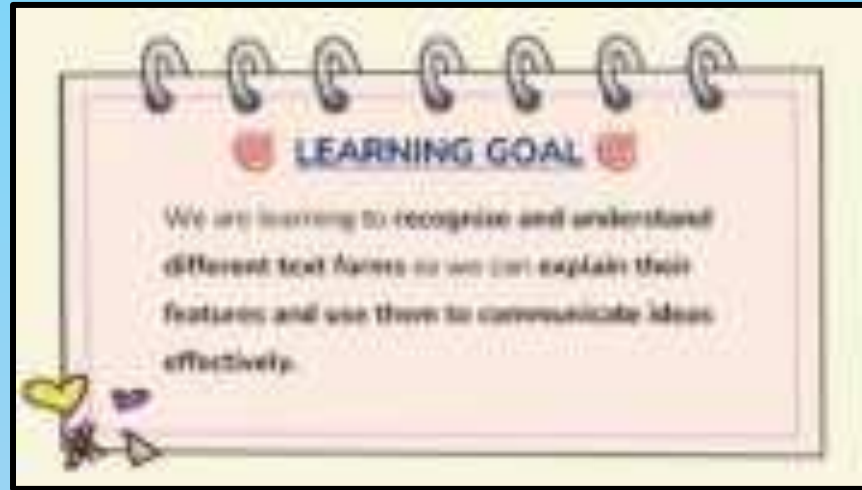 LEARNING GOAL
We are learning to recognize and understand
different text forms so we can explain their
features and use them to communicate ideas
effectively.